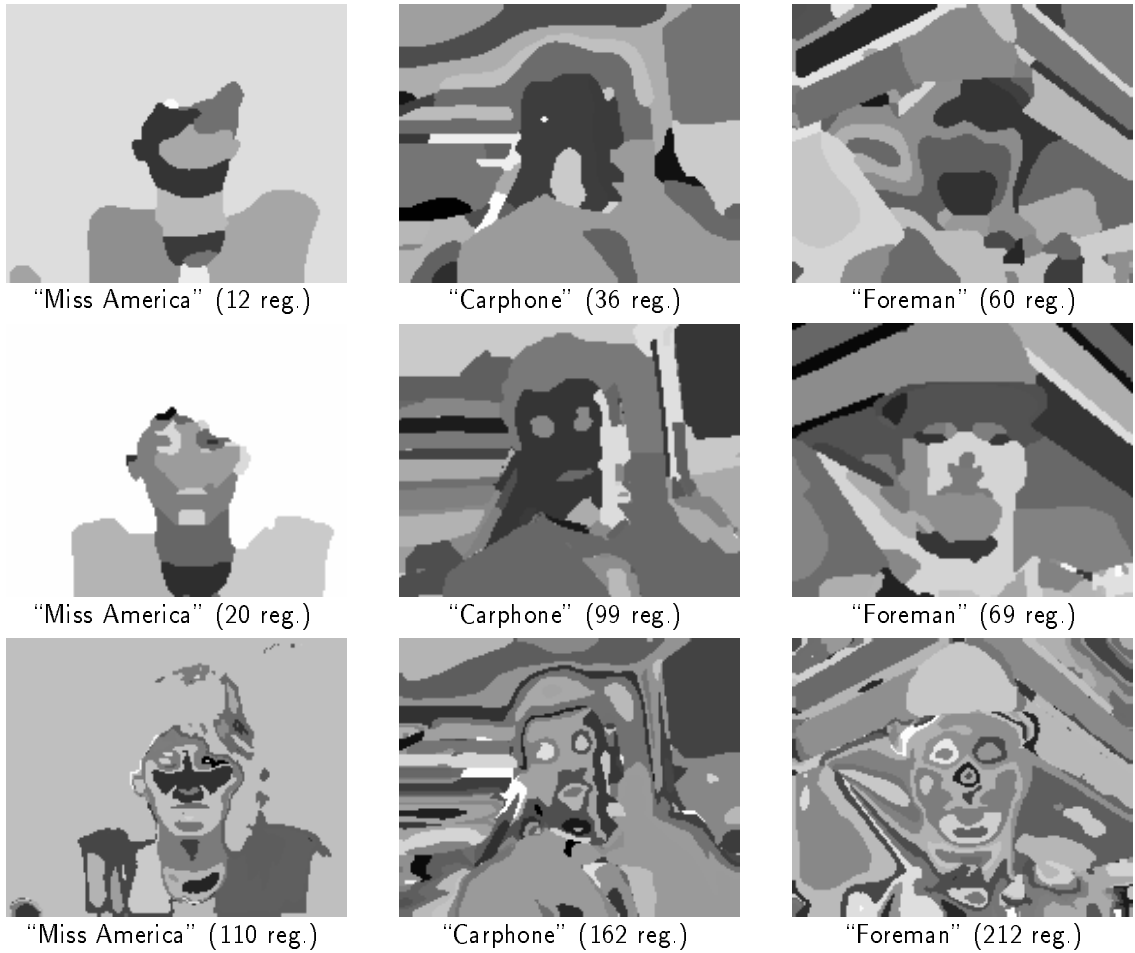 “Miss America” (12 reg.)
“Carphone” (36 reg.)
“Foreman” (60 reg.)
“Miss America” (20 reg.)
“Carphone” (99 reg.)
“Foreman” (69 reg.)
“Miss America” (110 reg.)
“Carphone” (162 reg.)
“Foreman” (212 reg.)